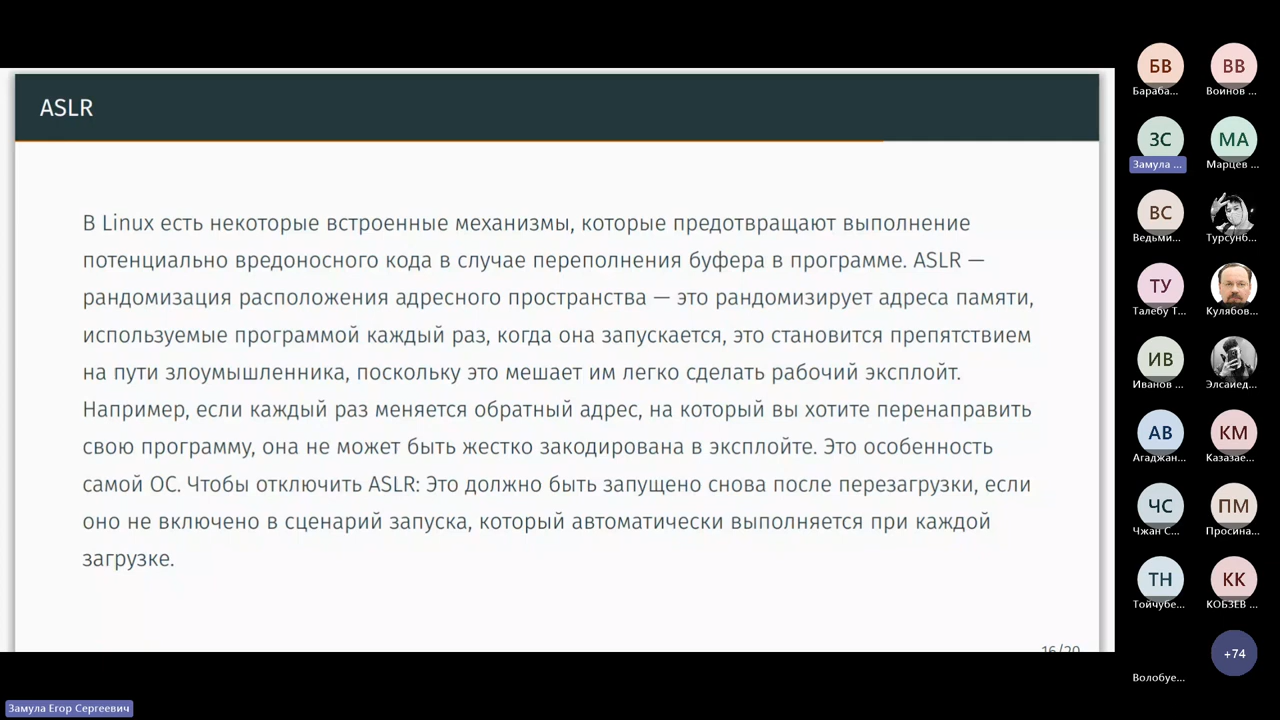 ASLR
В Linux есть некоторые встроенные механизмы, которые предотвращают выполнение
потенциально вредоносного кода в случае переполнения буфера в программе. ASLR —
рандомизация расположения адресного пространства — это рандомизирует адреса памяти,
используемые программой каждый раз, когда она запускается, это становится препятствием
на пути злоумышленника, поскольку это мешает им легко сделать рабочий эксплойт.
Например, если каждый раз меняется обратный адрес, на который вы хотите перенаправить
свою программу, она не может быть жестко закодирована в эксплойте. Это особенность
самой ОС. Чтобы отключить ASLR: Это должно быть запущено снова после перезагрузки, если
оно не включено в сценарий запуска, который автоматически выполняется при каждой
загрузке.
16/20
БВ
Бараба...
ВВ
Воинов ...
ЗС
Замула ...
МА
Марцев ...
ВС
Ведьми...
Турсунб...
ТУ
Талебу Т...
Кулябов...
ИВ
Иванов ...
Элсаиед...
АВ
Агаджан...
КМ
Казазае...
ЧС
Чжан С...
ПМ
Просина...
ТН
Тойчубе...
КК
КОБЗЕВ ...
Волобуе...
+74
Замула Егор Сергеевич